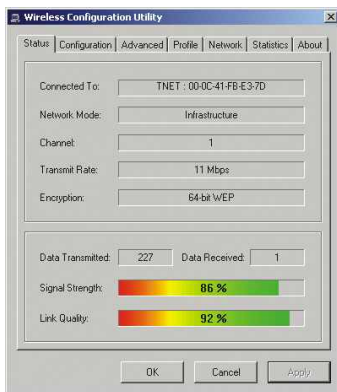 Wireless Configuration Utility
Status Configuration Advanced Profile Network Statistics About
Connected To: TNET : 00-0C-41-FB-E3-7D
Network Mode: Infrastructure
Channel: 1
Transmit Rate: 11 Mbps
Encryption: 64-bit WEP
Data Transmitted: 227 Data Received: 1
Signal Strength: 86 %
Link Quality: 92 %
OK Cancel Apply